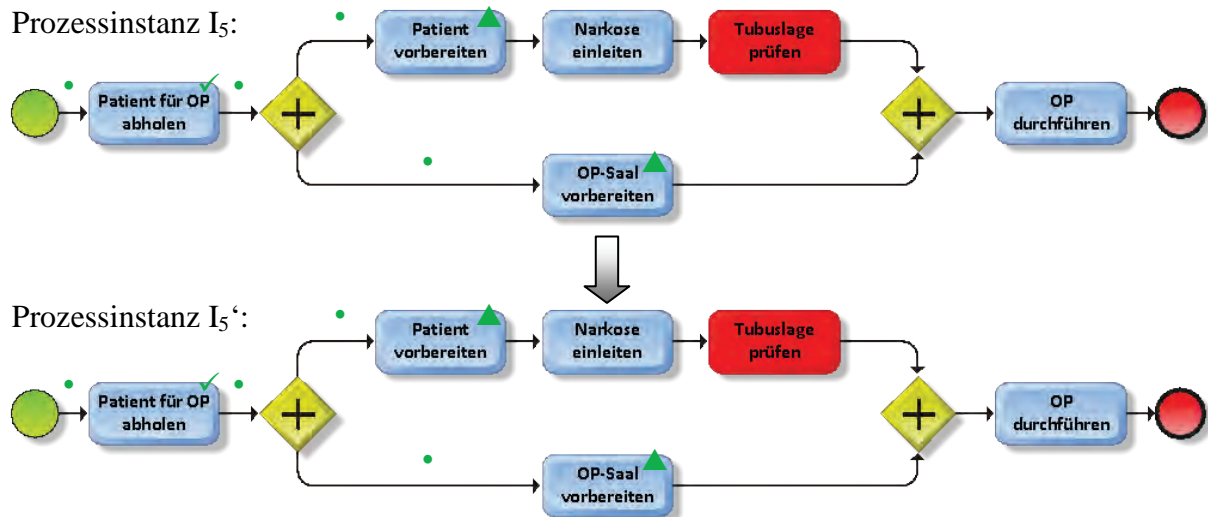 Prozessinstanz I5:
Patient für OP
abholen
Patient
vorbereiten
Narkose
einleiten
Tubuslage
prüfen
OP-Saal
vorbereiten
OP
durchführen
Prozessinstanz I5‘:
Patient für OP
abholen
Patient
vorbereiten
Narkose
einleiten
Tubuslage
prüfen
OP-Saal
vorbereiten
OP
durchführen